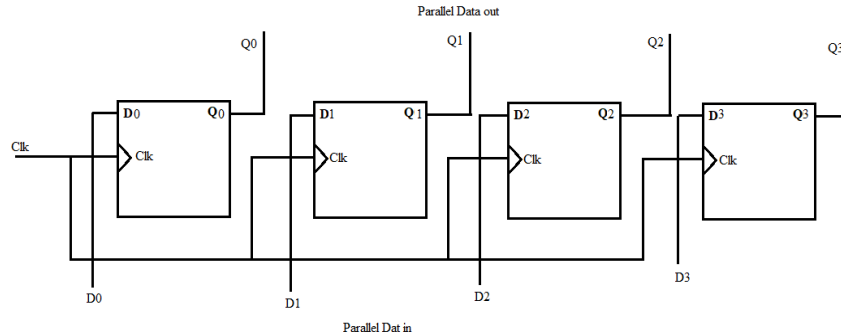 Parallel Data out
Q0 Q1 Q2 Q3
D0 Q0 D1 Q1 D2 Q2 D3 Q3
Clk Clk Clk Clk Clk
D0 D1 D2 D3
Parallel Dat in